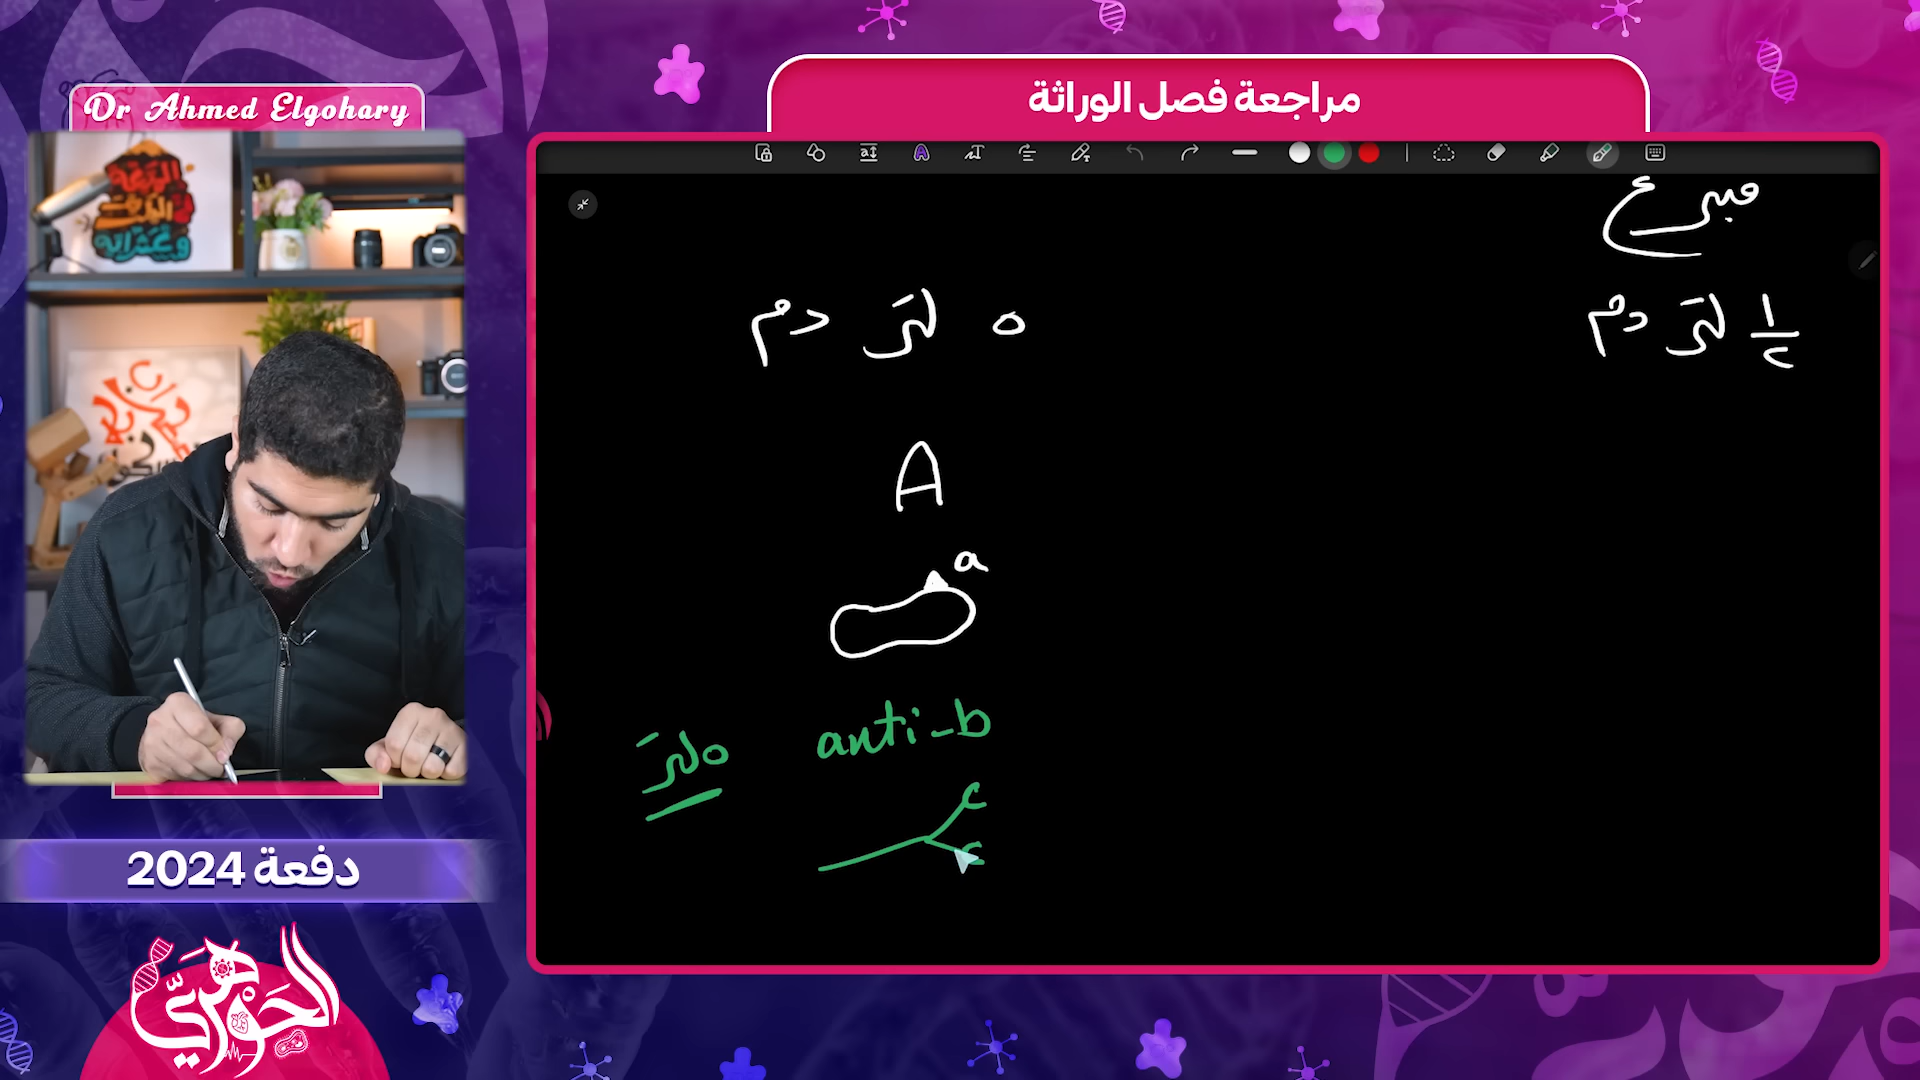 Dr Ahmed Elgohary
مراجعة فصل الوراثة
متبرع
١/٢ لتر دم
٥ لتر دم
A
a
anti-b
٥ لتر
دفعة 2024
الجوهري